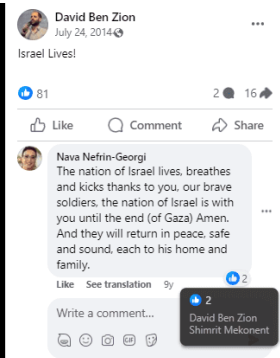 David Ben Zion
July 24, 2014
Israel Lives!
81
2
16
Like
Comment
Share
Nava Nefrin-Georgi
The nation of Israel lives, breathes
and kicks thanks to you, our brave
soldiers, the nation of Israel is with
you until the end (of Gaza) Amen.
And they will return in peace, safe
and sound, each to his home and
family.
Like See translation 9y
2
2
David Ben Zion
Shimrit Mekonent
Write a comment...
GIF